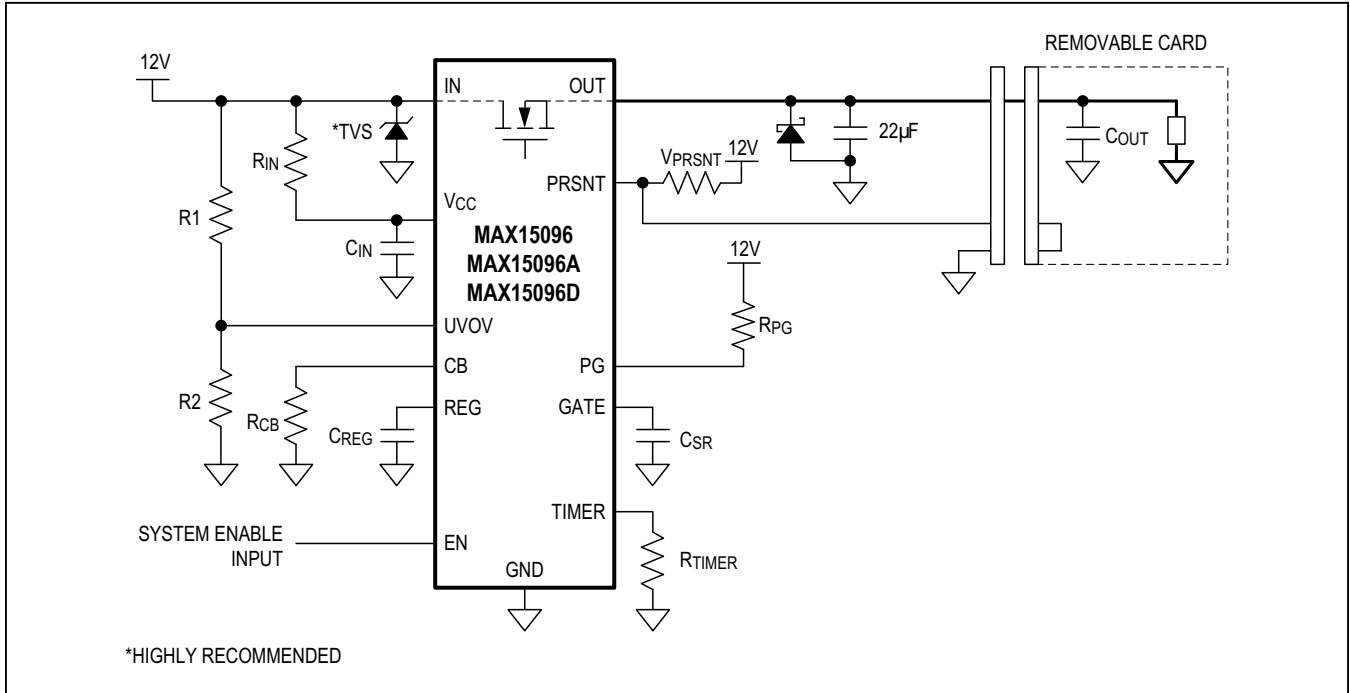 REMOVABLE CARD
12V
IN
OUT
*TVS
22µF
COUT
RIN
VPRSNT
12V
PRSNT
R1
VCC
CIN
MAX15096
MAX15096A
MAX15096D
12V
RPG
UVOV
CB
PG
R2
RCB
REG
GATE
CREG
CSR
TIMER
SYSTEM ENABLE
INPUT
EN
RTIMER
GND
*HIGHLY RECOMMENDED